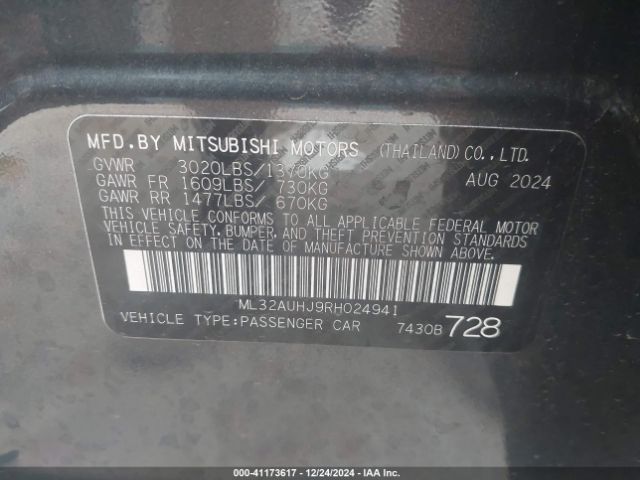 MFD.BY MITSUBISHI MOTORS (THAILAND)CO.,LTD.
GVWR 3020LBS/1370KG AUG 2024
GAWR FR 1609LBS/ 730KG
GAWR RR 1477LBS/ 670KG
THIS VEHICLE CONFORMS TO ALL APPLICABLE FEDERAL MOTOR
VEHICLE SAFETY, BUMPER, AND THEFT PREVENTION STANDARDS
IN EFFECT ON THE DATE OF MANUFACTURE SHOWN ABOVE.
ML32AUHJ9RH024941
VEHICLE TYPE:PASSENGER CAR 7430B 728
000-41173617 • 12/24/2024 • IAA Inc.